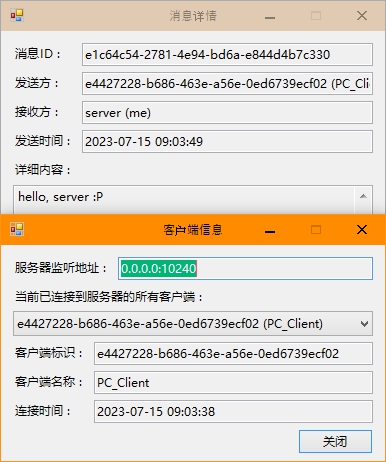 消息详情
消息ID： e1c64c54-2781-4e94-bd6a-e844d4b7c330
发送方： e4427228-b686-463e-a56e-0ed6739ecf02 (PC_Cli
接收方： server (me)
发送时间： 2023-07-15 09:03:49
详细内容：
hello, server :P
客户端信息
服务器监听地址： 0.0.0.0:10240
当前已连接到服务器的所有客户端：
e4427228-b686-463e-a56e-0ed6739ecf02 (PC_Client)
客户端标识： e4427228-b686-463e-a56e-0ed6739ecf02
客户端名称： PC_Client
连接时间： 2023-07-15 09:03:38
关闭